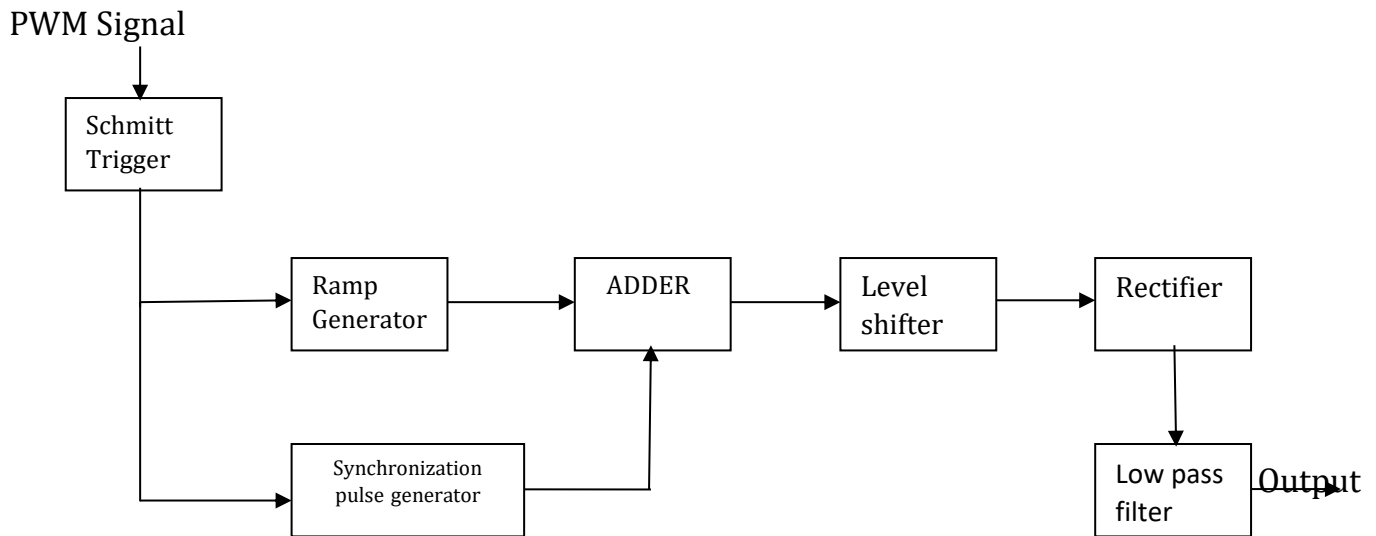 PWM Signal
Schmitt
Trigger
Ramp
Generator
ADDER
Level
shifter
Rectifier
Synchronization
pulse generator
Low pass
filter
Output